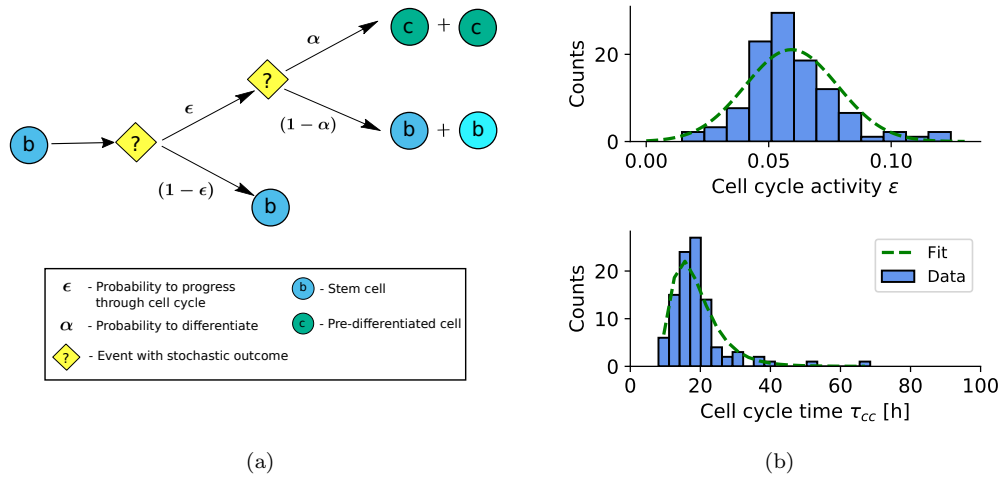 b
?
ϵ
(1 − ϵ)
b
?
α
(1 − α)
c + c
b + b
ϵ - Probability to progress
through cell cycle
α - Probability to differentiate
? - Event with stochastic outcome
b - Stem cell
c - Pre-differentiated cell
(a)
Counts
20
0
0.00 0.05 0.10
Cell cycle activity ε
Counts
20
10
0
0 20 40 60 80 100
Cell cycle time τcc [h]
Fit
Data
(b)